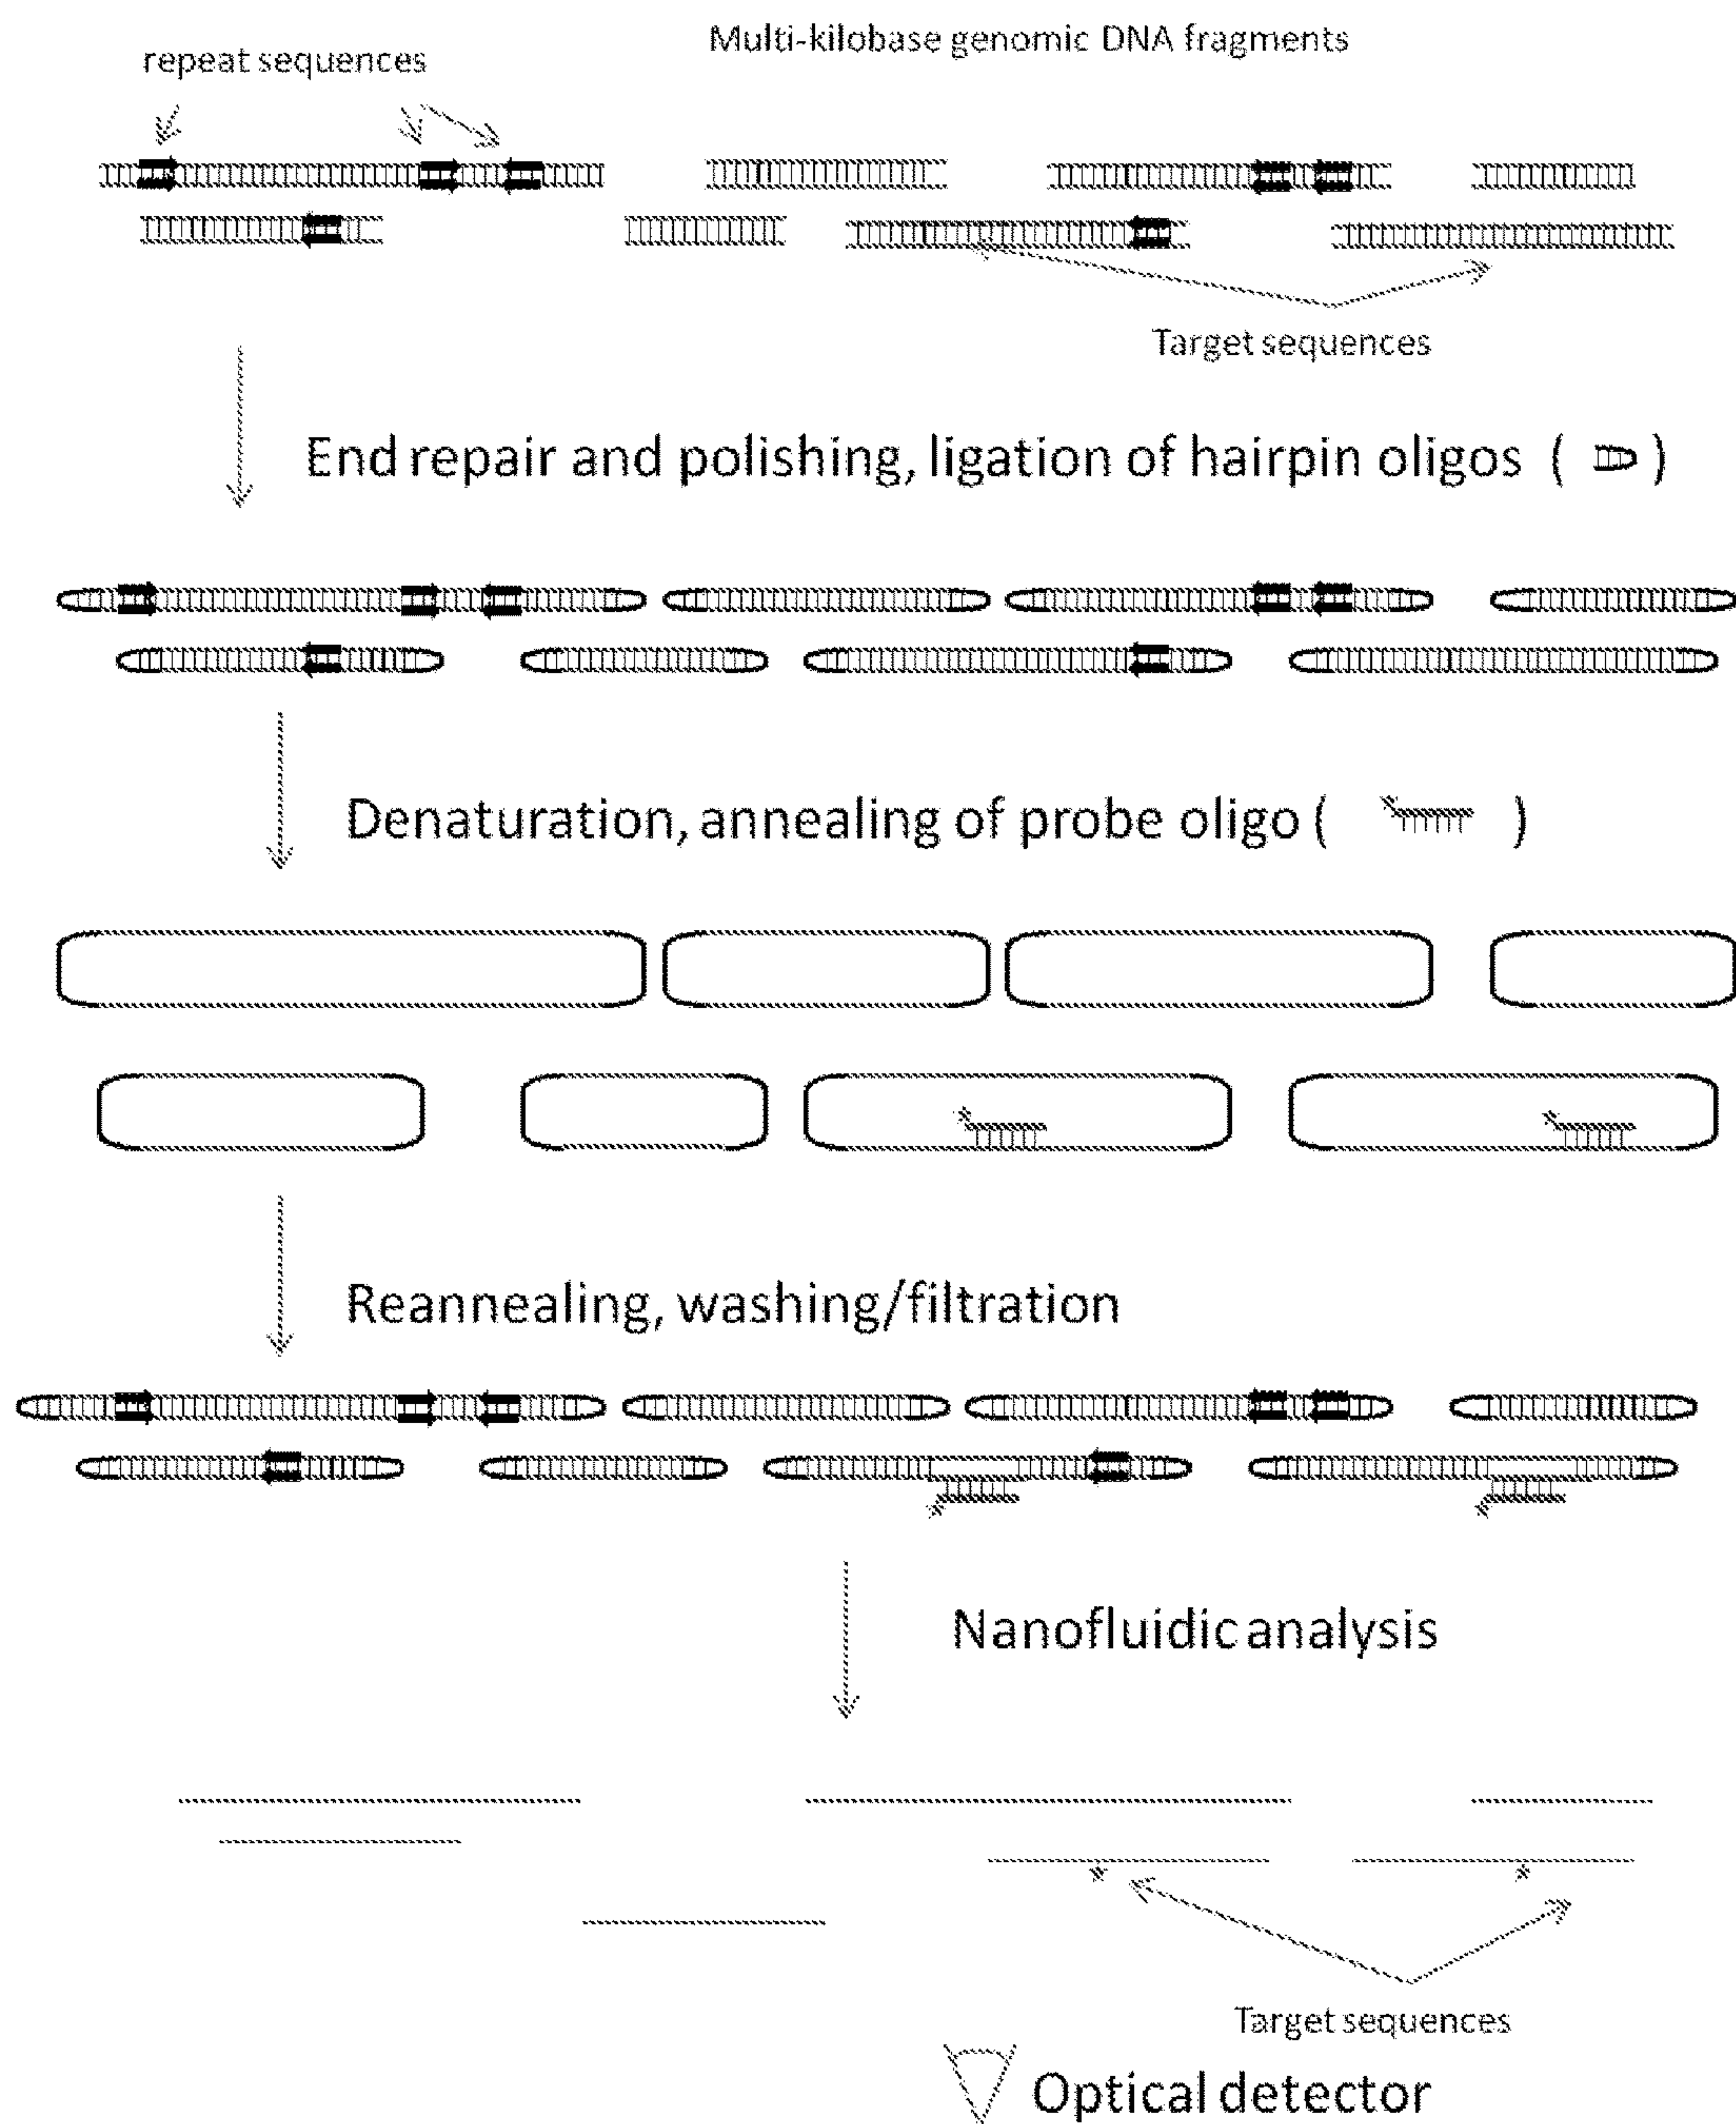 Multi-kilobase genomic DNA fragments
repeat sequences
Target sequences
End repair and polishing, ligation of hairpin oligos ( )
Denaturation, annealing of probe oligo ( )
Reannealing, washing/filtration
Nanofluidic analysis
Target sequences
Optical detector